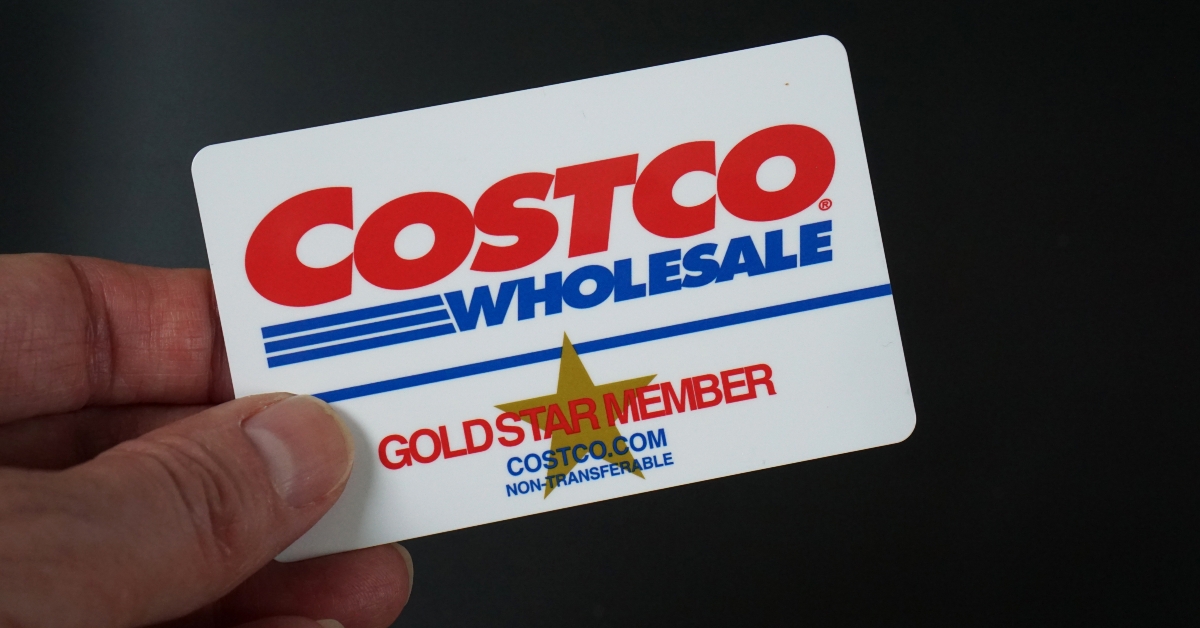 COSTCO®
WHOLESALE
GOLD STAR MEMBER
COSTCO.COM
NON-TRANSFERABLE